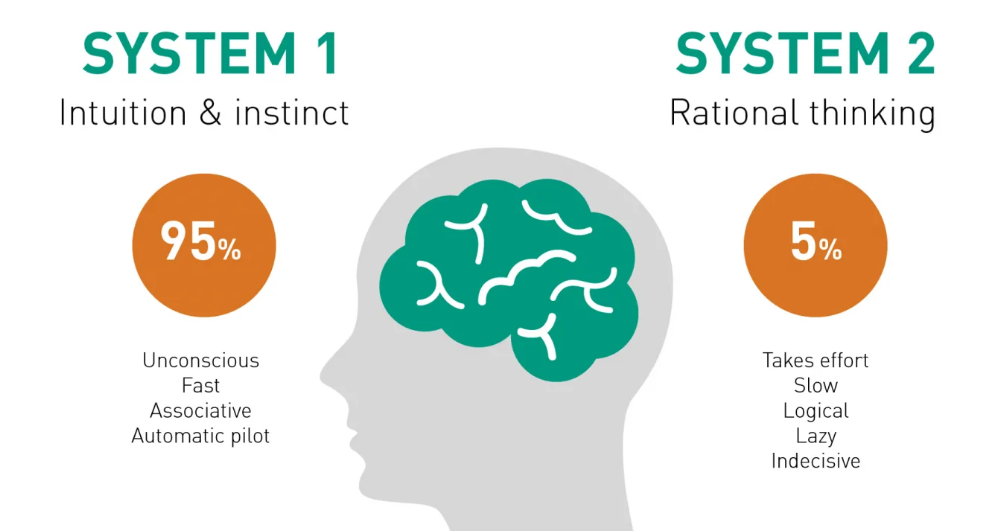 SYSTEM 1
Intuition & instinct
95%
Unconscious
Fast
Associative
Automatic pilot
SYSTEM 2
Rational thinking
5%
Takes effort
Slow
Logical
Lazy
Indecisive